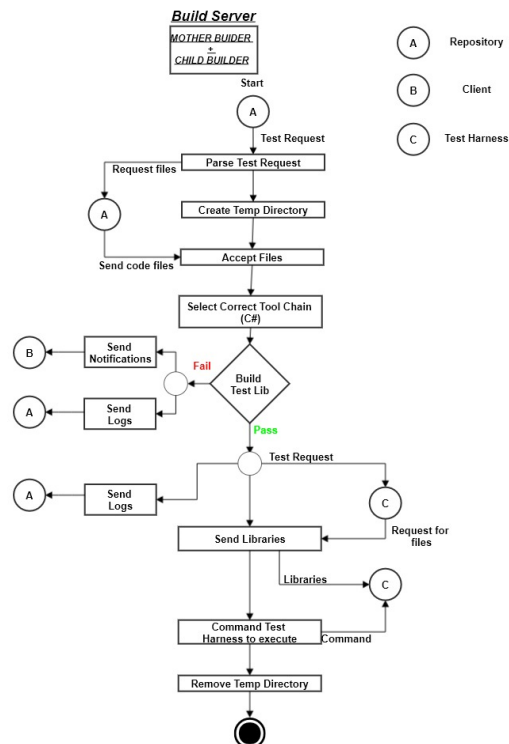 Build Server
MOTHER BUIDER
+
CHILD BUILDER
Start
A
Test Request
Parse Test Request
Request files
A
Create Temp Directory
Send code files
Accept Files
Select Correct Tool Chain
(C#)
Build
Test Lib
Fail
Send
Notifications
B
Send
Logs
A
Pass
Test Request
Send
Logs
A
C
Request for
files
Send Libraries
Libraries
C
Command Test
Harness to execute
Command
Remove Temp Directory
A
Repository
B
Client
C
Test Harness